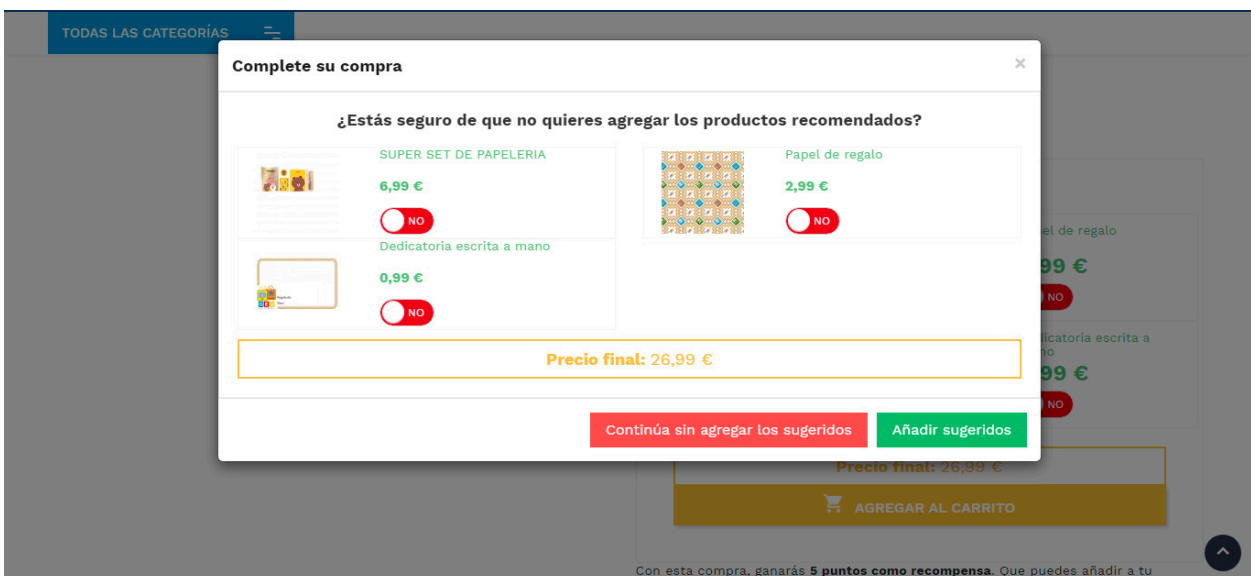 TODAS LAS CATEGORÍAS
Complete su compra
×
¿Estás seguro de que no quieres agregar los productos recomendados?
SUPER SET DE PAPELERIA
6,99 €
NO
Papel de regalo
2,99 €
NO
Dedicatoria escrita a mano
0,99 €
NO
Precio final: 26,99 €
Continúa sin agregar los sugeridos
Añadir sugeridos
de regalo
99 €
NO
escrita a
99 €
NO
Precio final: 26,99 €
AGREGAR AL CARRITO
Con esta compra, ganarás 5 puntos como recompensa. Que puedes añadir a tu